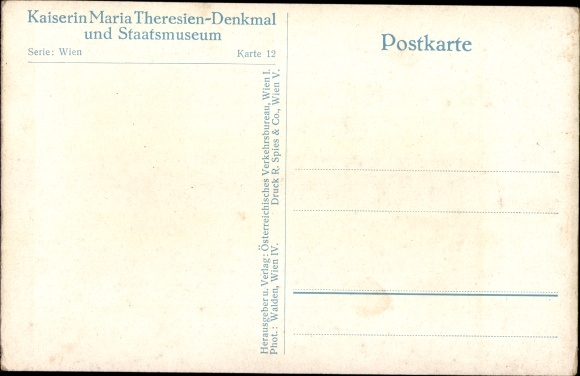 Kaiserin Maria Theresien-Denkmal
und Staatsmuseum
Serie: Wien Karte 12
Postkarte
Herausgeber u. Verlag: Österreichisches Verkehrsbureau, Wien I.
Phot.: Walden, Wien IV. Druck R. Spies & Co., Wien V.